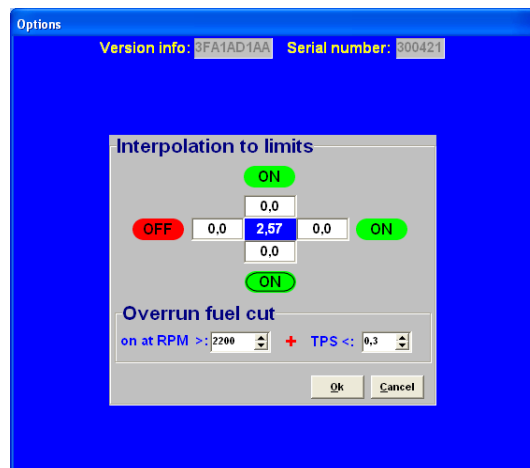 Options
Version info: 3FA1AD1AA Serial number: 300421
Interpolation to limits
ON
0,0
OFF 0,0 2,57 0,0 ON
0,0
ON
Overrun fuel cut
on at RPM >: 2200 + TPS <: 0,3
Ok Cancel